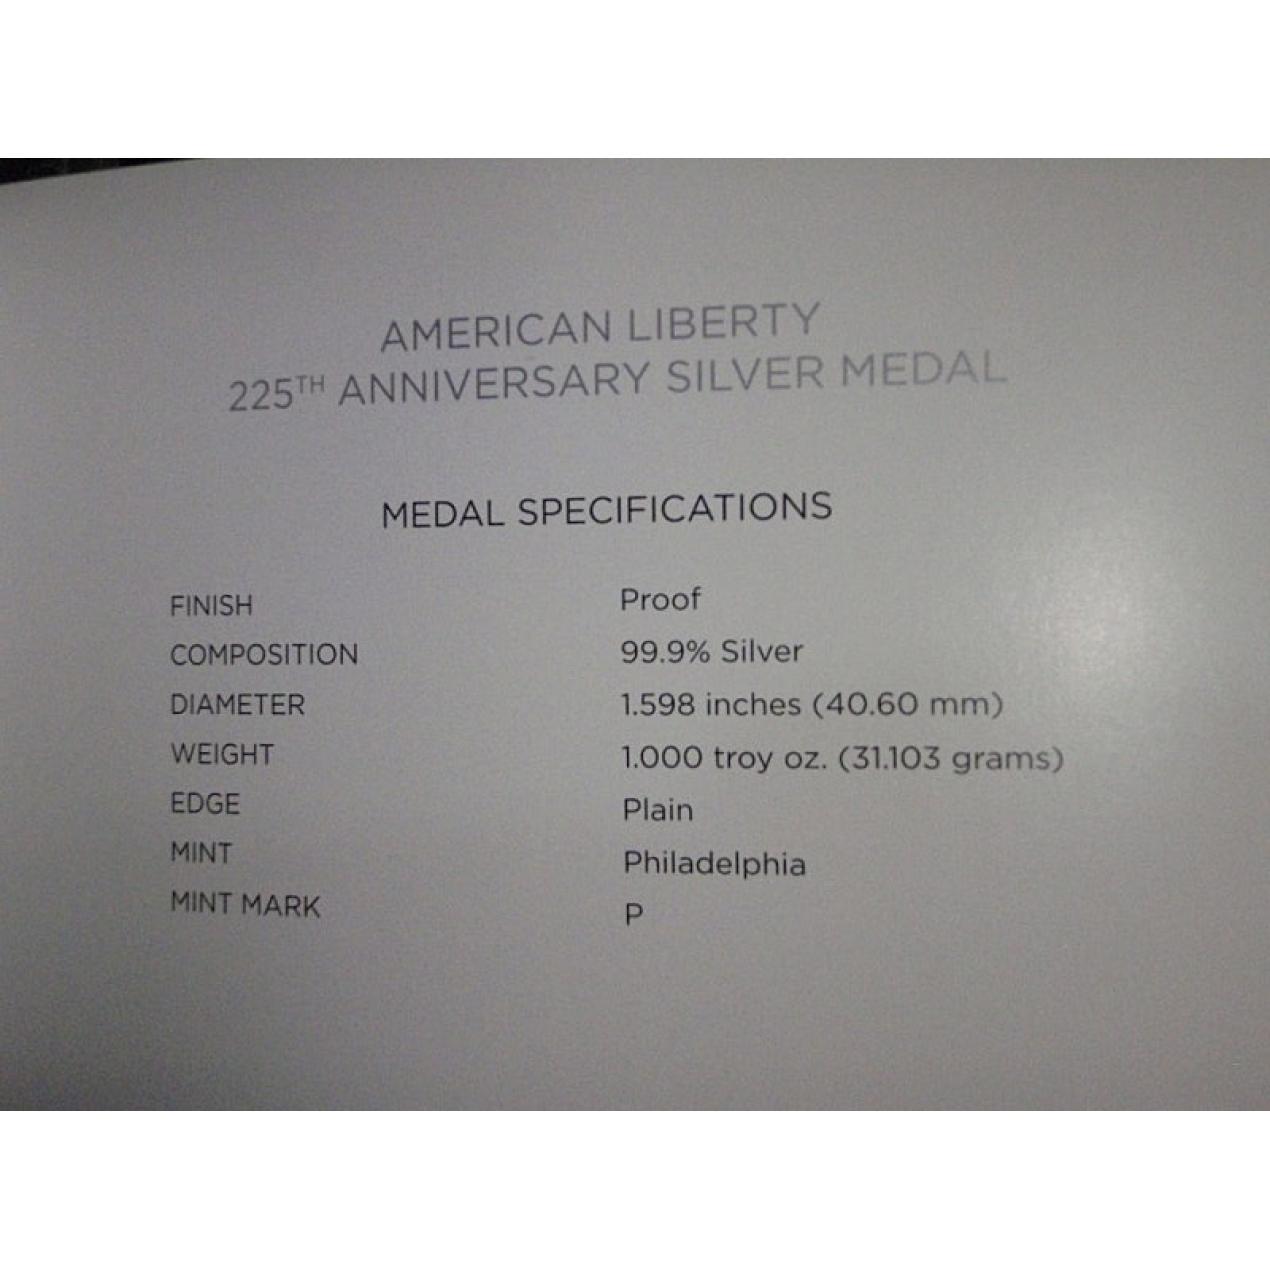 AMERICAN LIBERTY
225TH ANNIVERSARY SILVER MEDAL
MEDAL SPECIFICATIONS
FINISH Proof
COMPOSITION 99.9% Silver
DIAMETER 1.598 inches (40.60 mm)
WEIGHT 1.000 troy oz. (31.103 grams)
EDGE Plain
MINT Philadelphia
MINT MARK P